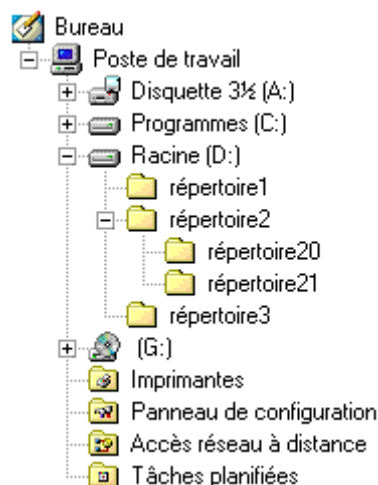 Bureau
Poste de travail
Disquette 3½ (A:)
Programmes (C:)
Racine (D:)
répertoire1
répertoire2
répertoire20
répertoire21
répertoire3
(G:)
Imprimantes
Panneau de configuration
Accès réseau à distance
Tâches planifiées